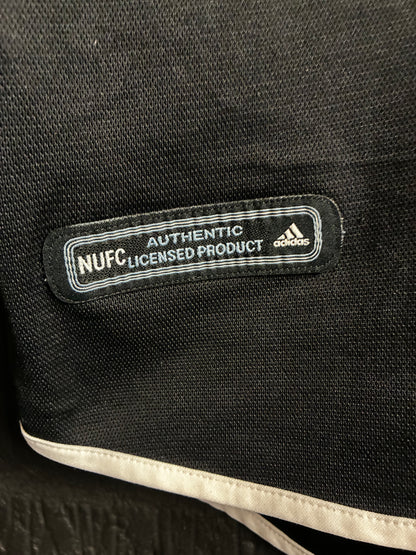 NUFC
AUTHENTIC
LICENSED PRODUCT
adidas